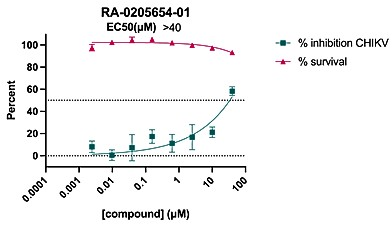 RA-0205654-01
EC50(μM) >40
Percent
100
80
60
40
20
0
0.0001
0.001
0.01
0.1
1
10
100
[compound] (μM)
% inhibition CHIKV
% survival